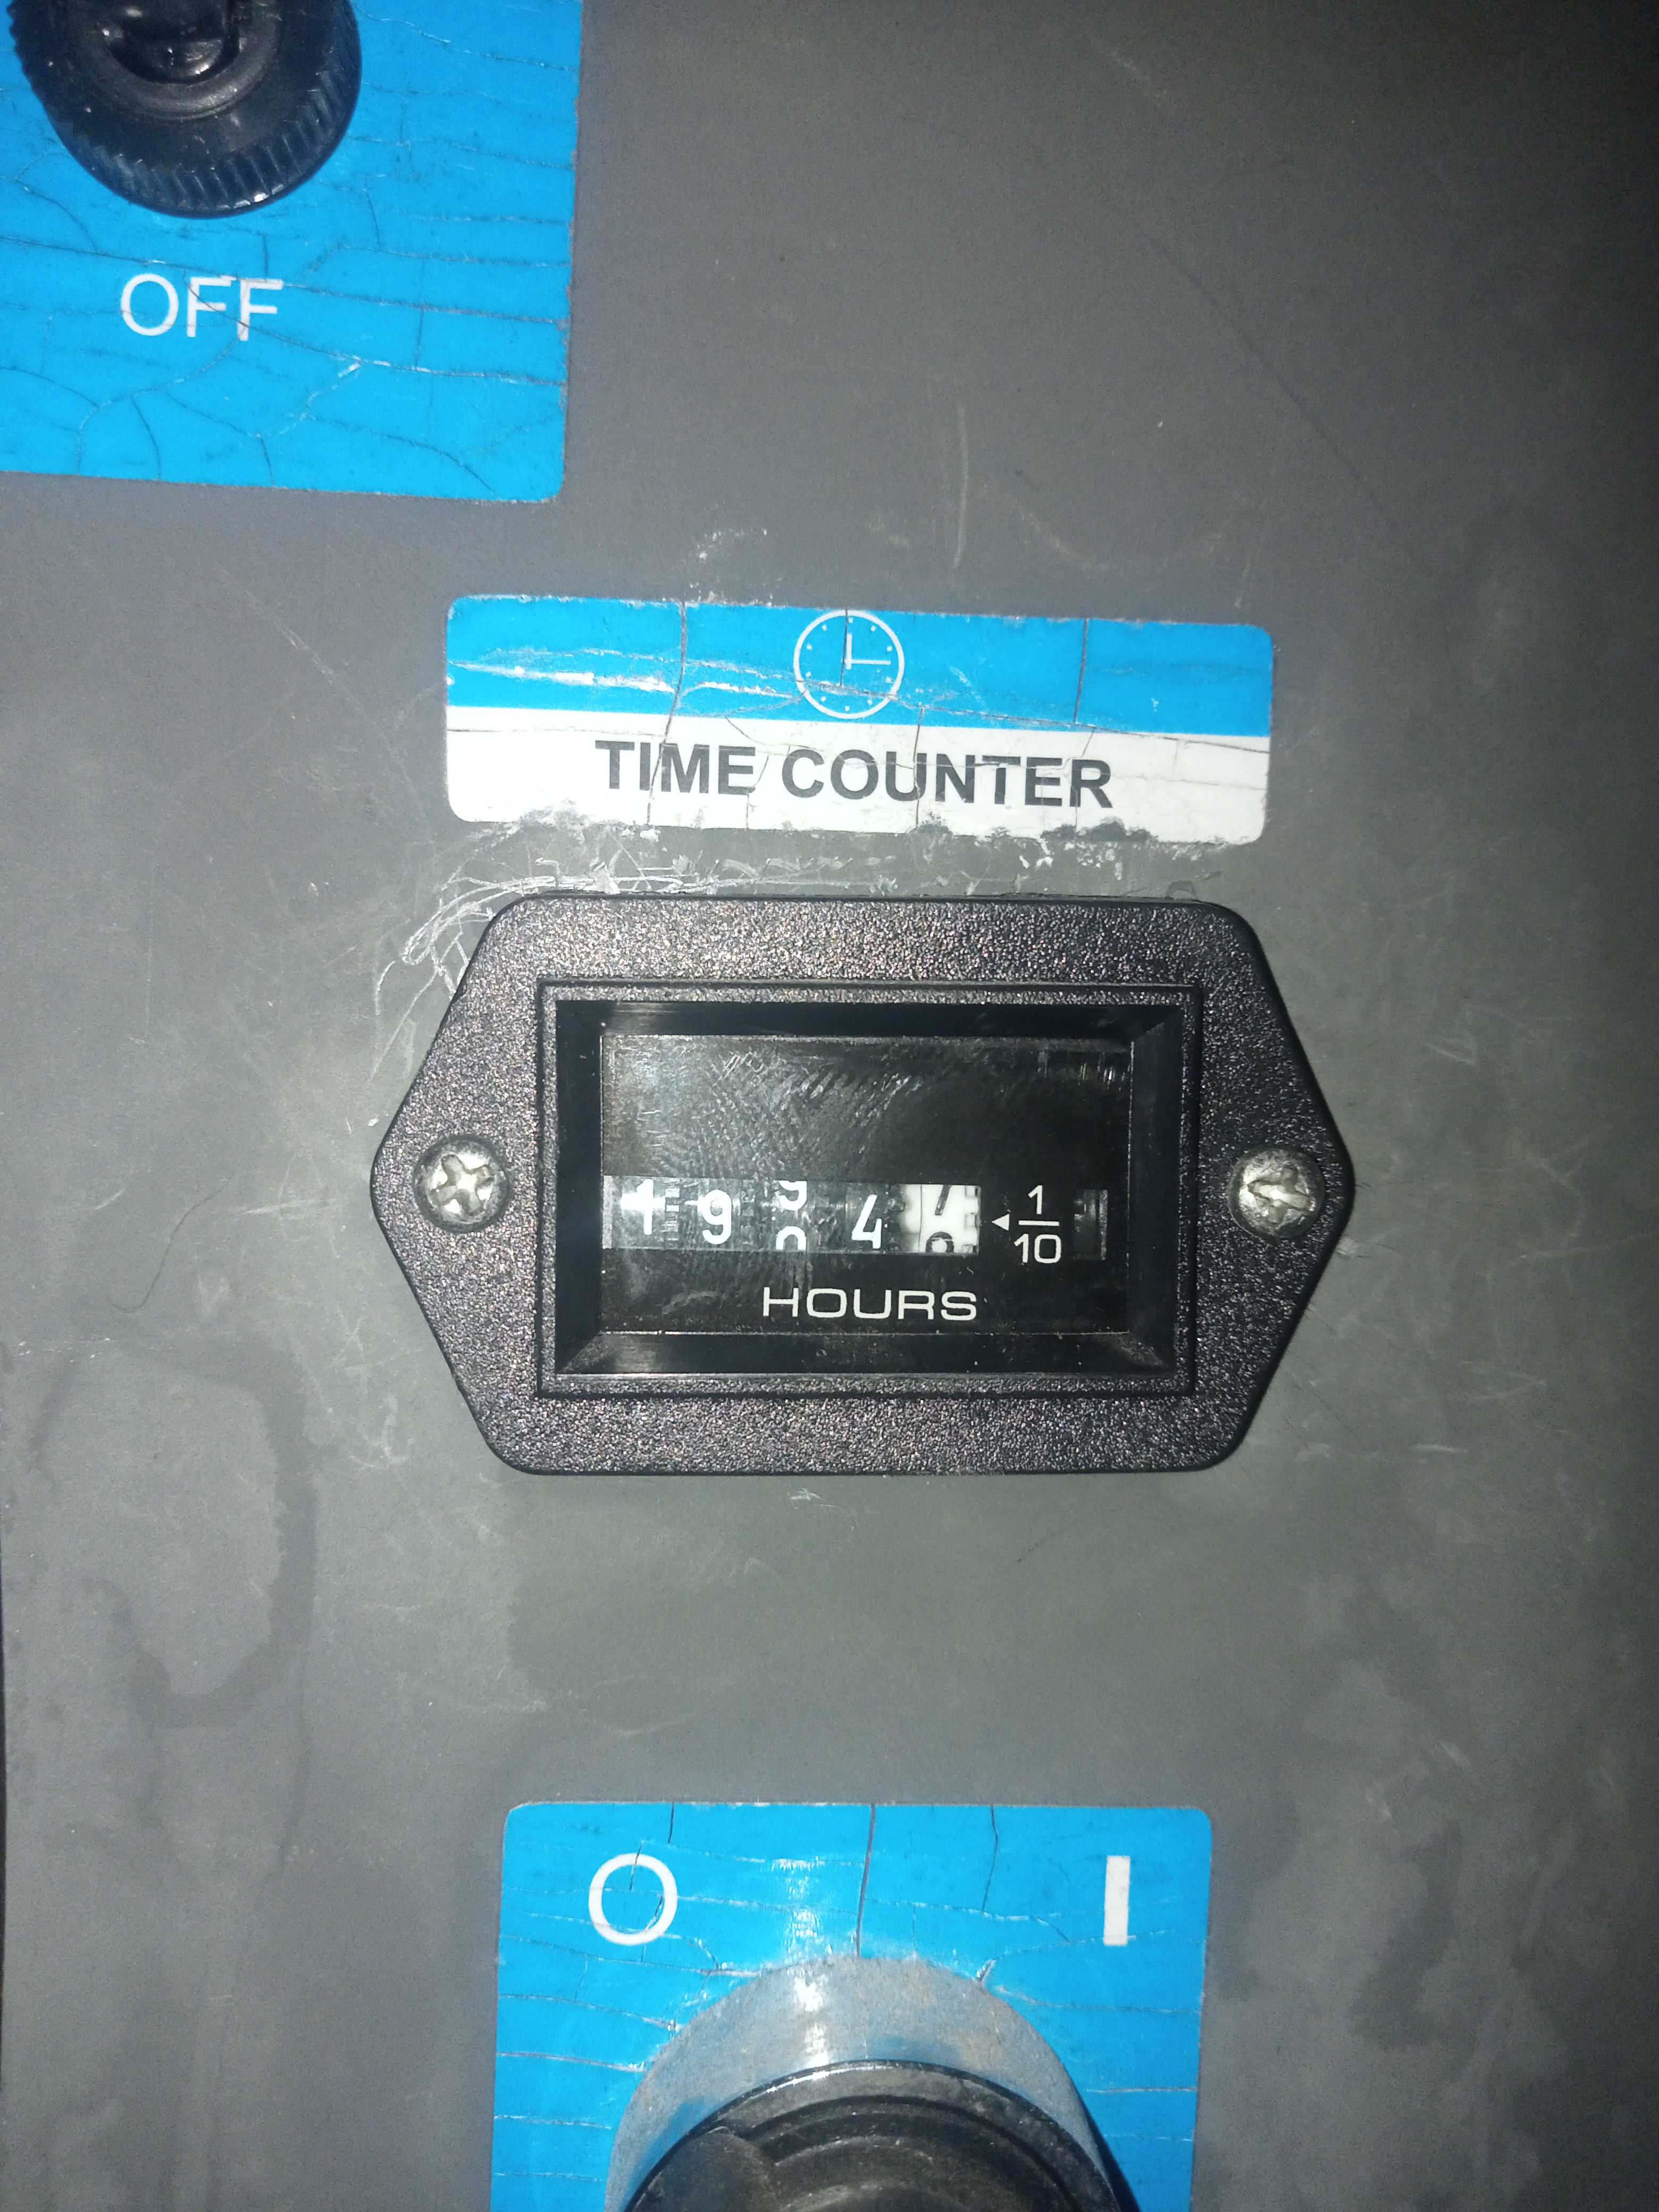 OFF
TIME COUNTER
1 9 4 1/10
HOURS
O I